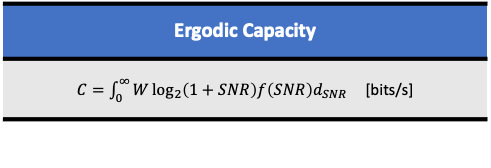 Ergodic Capacity
C = ∫₀^∞ W log₂(1 + SNR)f(SNR)d_SNR [bits/s]